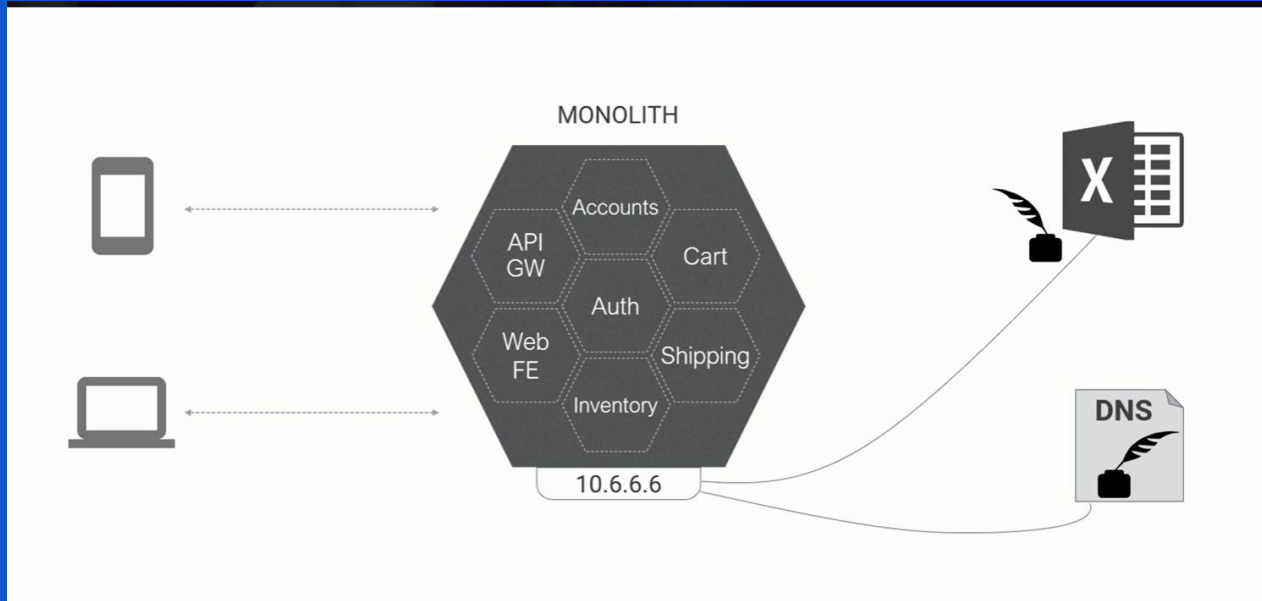 MONOLITH
Accounts
API
GW
Cart
Auth
Web
FE
Shipping
Inventory
10.6.6.6
X
DNS